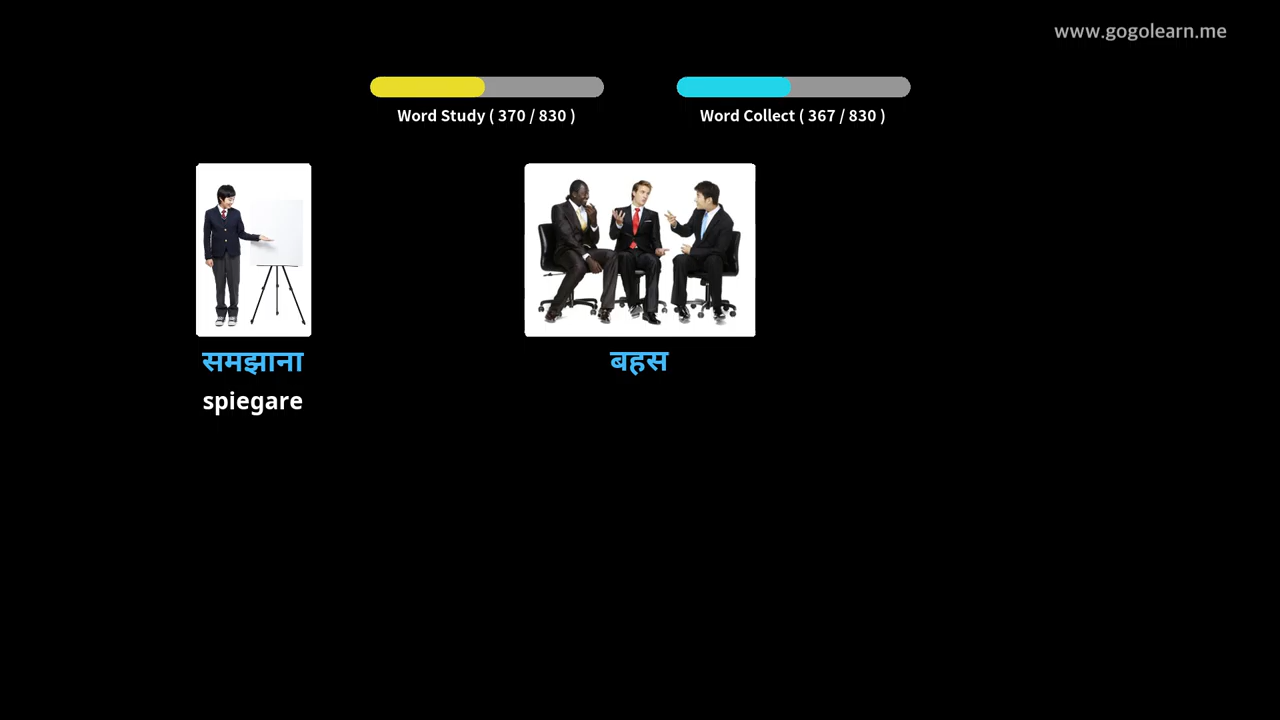 www.gogolearn.me
Word Study ( 370 / 830 )
Word Collect ( 367 / 830 )
समझाना
spiegare
बहस